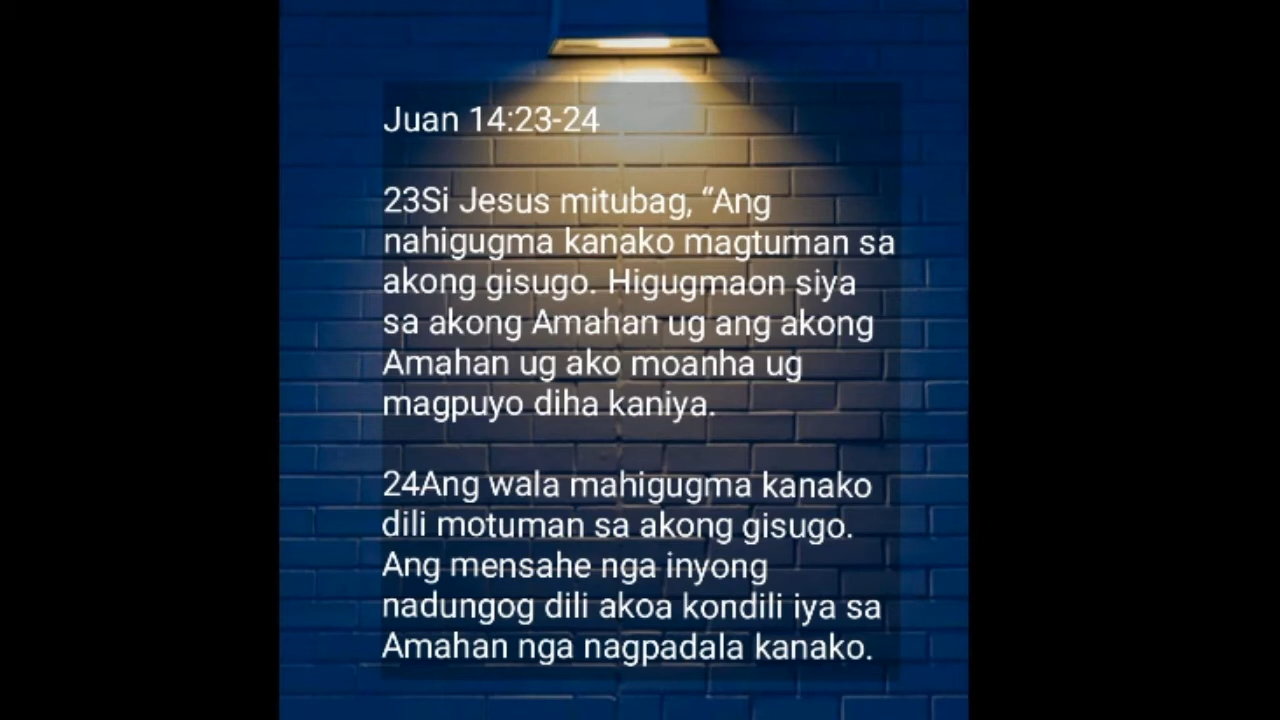 Juan 14:23-24
23Si Jesus mitubag, “Ang
nahigugma kanako magtuman sa
akong gisugo. Higugmaon siya
sa akong Amahan ug ang akong
Amahan ug ako moanha ug
magpuyo diha kaniya.
24Ang wala mahigugma kanako
dili motuman sa akong gisugo.
Ang mensahe nga inyong
nadungog dili akoa kondili iya sa
Amahan nga nagpadala kanako.